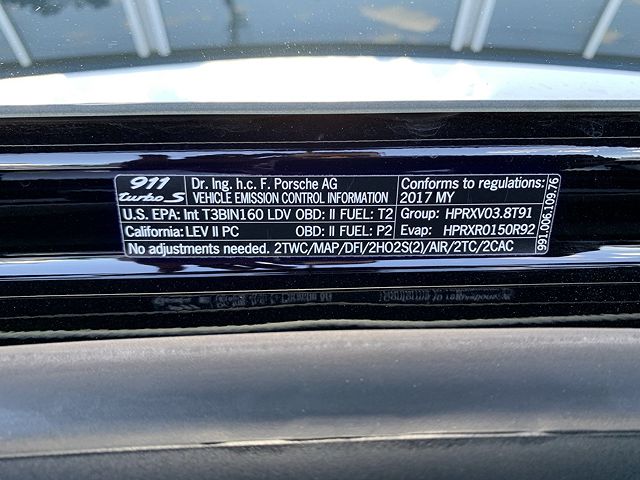 911 turbo S
Dr. Ing. h.c. F. Porsche AG
VEHICLE EMISSION CONTROL INFORMATION
Conforms to regulations:
2017 MY
U.S. EPA: Int T3BIN160 LDV OBD: II FUEL: T2
Group: HPRXV03.8T91
California: LEV II PC OBD: II FUEL: P2
Evap: HPRXR0150R92
No adjustments needed. 2TWC/MAP/DFI/2HO2S(2)/AIR/2TC/2CAC
991.006.109.76